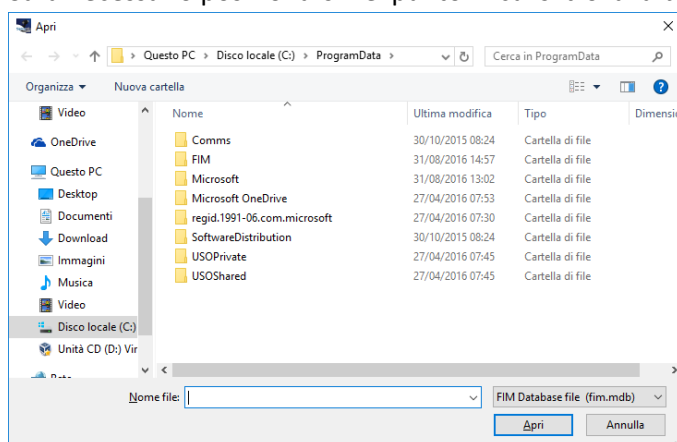 Apri
Questo PC > Disco locale (C:) > ProgramData >
Cerca in ProgramData
Organizza
Nuova cartella
Nome
Ultima modifica
Tipo
Dimensi
Video
OneDrive
Questo PC
Desktop
Documenti
Download
Immagini
Musica
Video
Disco locale (C:)
Unità CD (D:) Vir
Comms 30/10/2015 08:24 Cartella di file
FIM 31/08/2016 14:57 Cartella di file
Microsoft 31/08/2016 13:02 Cartella di file
Microsoft OneDrive 27/04/2016 07:53 Cartella di file
regid.1991-06.com.microsoft 27/04/2016 07:30 Cartella di file
SoftwareDistribution 30/10/2015 08:24 Cartella di file
USOPrivate 27/04/2016 07:45 Cartella di file
USOShared 27/04/2016 07:45 Cartella di file
Nome file:
FIM Database file (fim.mdb)
Apri
Annulla